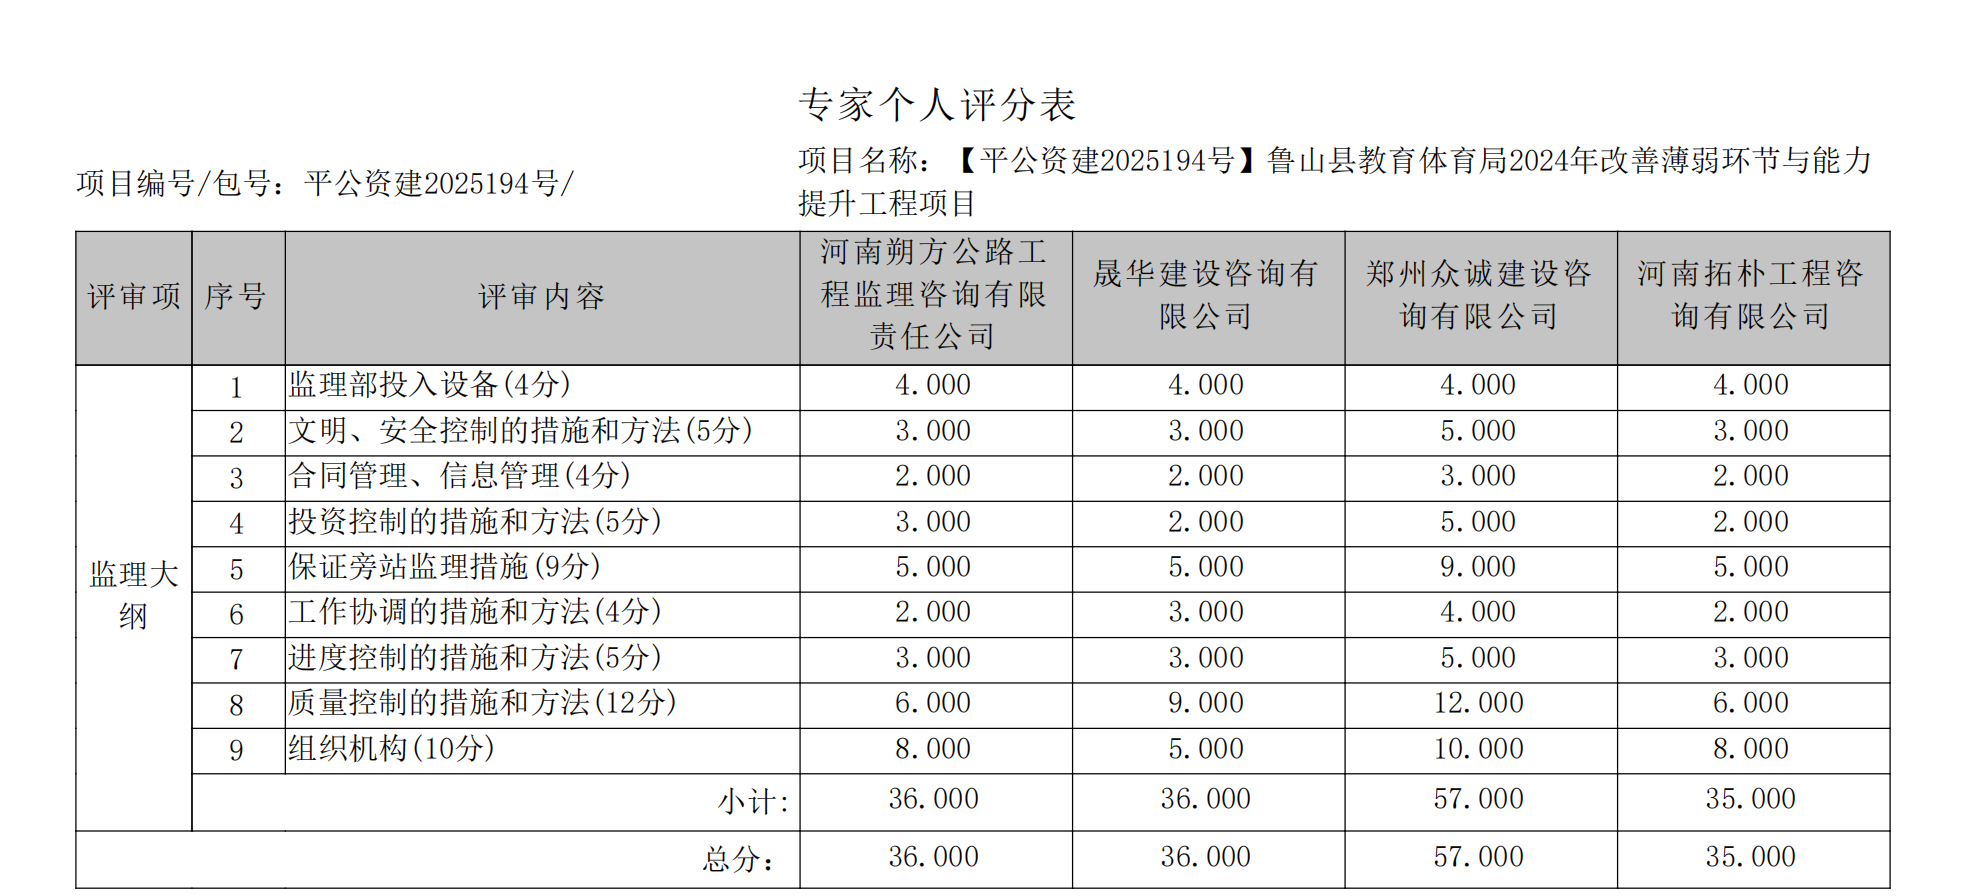 专家个人评分表
项目编号/包号：平公资建2025194号/
项目名称：【平公资建2025194号】鲁山县教育体育局2024年改善薄弱环节与能力
提升工程项目
评审项 序号 评审内容 河南朔方公路工程监理咨询有限责任公司 晟华建设咨询有限公司 郑州众诚建设咨询有限公司 河南拓朴工程咨询有限公司
监理大纲
1 监理部投入设备(4分) 4.000 4.000 4.000 4.000
2 文明、安全控制的措施和方法(5分) 3.000 3.000 5.000 3.000
3 合同管理、信息管理(4分) 2.000 2.000 3.000 2.000
4 投资控制的措施和方法(5分) 3.000 2.000 5.000 2.000
5 保证旁站监理措施(9分) 5.000 5.000 9.000 5.000
6 工作协调的措施和方法(4分) 2.000 3.000 4.000 2.000
7 进度控制的措施和方法(5分) 3.000 3.000 5.000 3.000
8 质量控制的措施和方法(12分) 6.000 9.000 12.000 6.000
9 组织机构(10分) 8.000 5.000 10.000 8.000
小计: 36.000 36.000 57.000 35.000
总分： 36.000 36.000 57.000 35.000